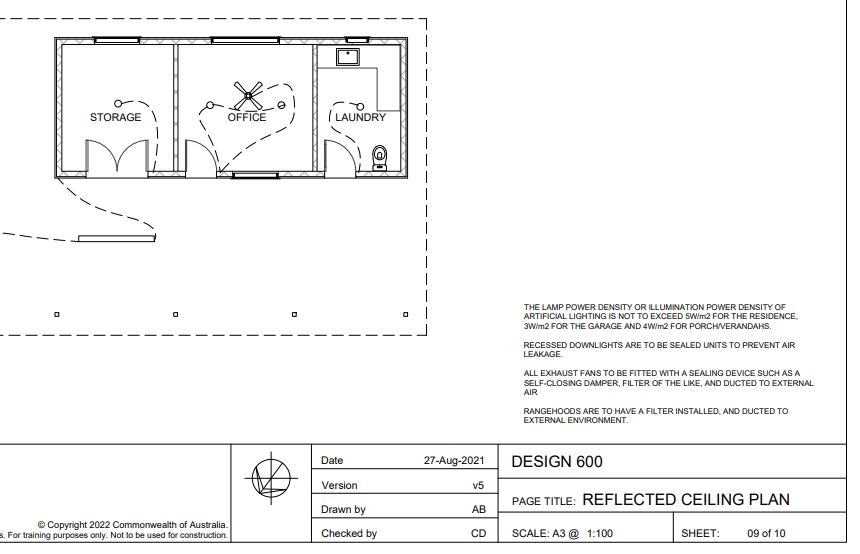 STORAGE
OFFICE
LAUNDRY
THE LAMP POWER DENSITY OR ILLUMINATION POWER DENSITY OF
ARTIFICIAL LIGHTING IS NOT TO EXCEED 5W/m2 FOR THE RESIDENCE,
3W/m2 FOR THE GARAGE AND 4W/m2 FOR PORCH/VERANDAHS.
RECESSED DOWNLIGHTS ARE TO BE SEALED UNITS TO PREVENT AIR
LEAKAGE.
ALL EXHAUST FANS TO BE FITTED WITH A SEALING DEVICE SUCH AS A
SELF-CLOSING DAMPER, FILTER OF THE LIKE, AND DUCTED TO EXTERNAL
AIR
RANGEHOODS ARE TO HAVE A FILTER INSTALLED, AND DUCTED TO
EXTERNAL ENVIRONMENT.
© Copyright 2022 Commonwealth of Australia.
s. For training purposes only. Not to be used for construction.
Date 27-Aug-2021
Version v5
Drawn by AB
Checked by CD
DESIGN 600
PAGE TITLE: REFLECTED CEILING PLAN
SCALE: A3 @ 1:100
SHEET: 09 of 10